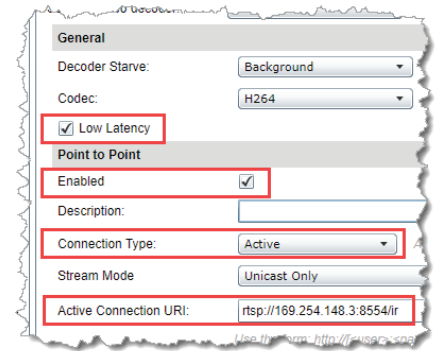 General
Decoder Starve: Background
Codec: H264
Low Latency
Point to Point
Enabled
Description:
Connection Type: Active
Stream Mode Unicast Only
Active Connection URI: rtsp://169.254.148.3:8554/ir